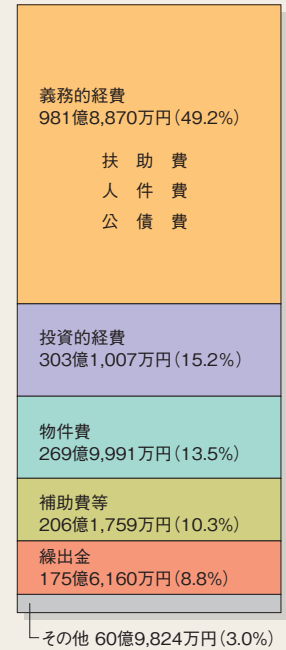 義務的経費
981億8,870万円(49.2%)
扶助費
人件費
公債費
投資的経費
303億1,007万円(15.2%)
物件費
269億9,991万円(13.5%)
補助費等
206億1,759万円(10.3%)
繰出金
175億6,160万円(8.8%)
その他 60億9,824万円(3.0%)